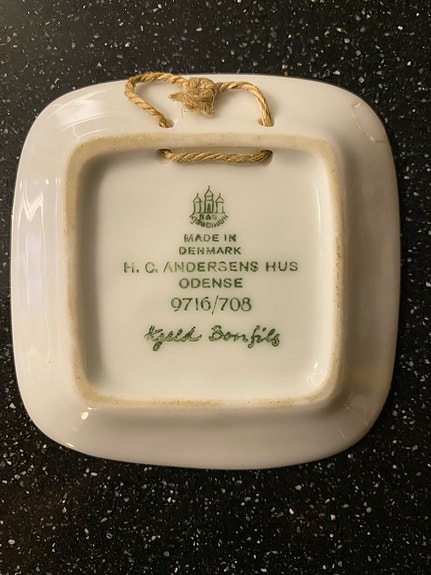 B&G
MADE IN
DENMARK
H. C. ANDERSENS HUS
ODENSE
9716/708
Kjeld Bonfils